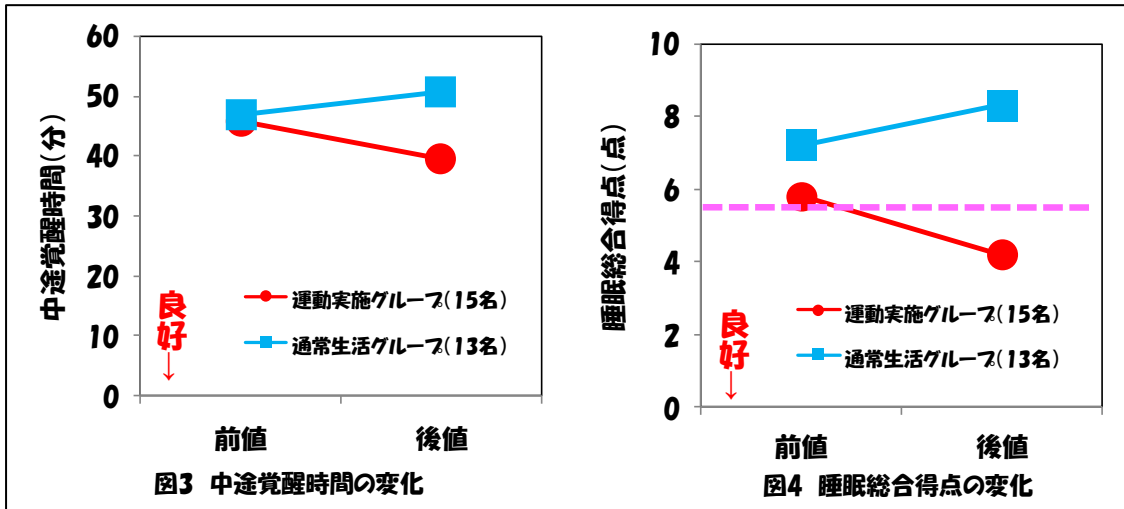 中途覚醒時間(分)
60
50
40
30
20
10
0
良好↓
運動実施グループ(15名)
通常生活グループ(13名)
前値 後値
図3 中途覚醒時間の変化
睡眠総合得点(点)
10
8
6
4
2
0
良好↓
運動実施グループ(15名)
通常生活グループ(13名)
前値 後値
図4 睡眠総合得点の変化